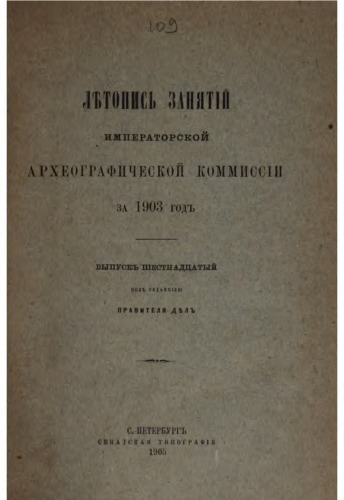 109
ЛѢТОПИСЬ ЗАНЯТІЙ
ИМПЕРАТОРСКОЙ
АРХЕОГРАФИЧЕСКОЙ КОММИССІИ
ЗА 1903 ГОДЪ
ВЫПУСКЪ ШЕСТНАДЦАТЫЙ
ПОДЪ РЕДАКЦІЕЮ
ПРАВИТЕЛЯ ДѢЛЪ
С.-ПЕТЕРБУРГЪ
СЕНАТСКАЯ ТИПОГРАФІЯ
1905